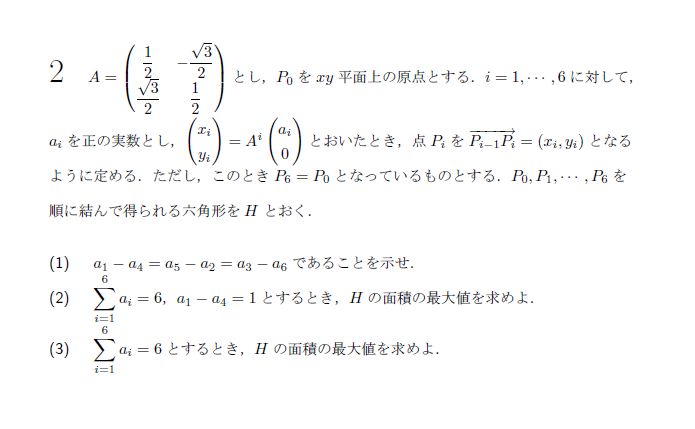 2 A = \begin{pmatrix} \frac{1}{2} & -\frac{\sqrt{3}}{2} \\ \frac{\sqrt{3}}{2} & \frac{1}{2} \end{pmatrix} とし，P_0 を xy 平面上の原点とする．i = 1, ⋯ , 6 に対して，
a_i を正の実数とし，\begin{pmatrix} x_i \\ y_i \end{pmatrix} = A^i \begin{pmatrix} a_i \\ 0 \end{pmatrix} とおいたとき，点 P_i を \overrightarrow{P_{i-1}P_i} = (x_i, y_i) となる
ように定める．ただし，このとき P_6 = P_0 となっているものとする．P_0, P_1, ⋯ , P_6 を
順に結んで得られる六角形を H とおく．
(1) a_1 − a_4 = a_5 − a_2 = a_3 − a_6 であることを示せ．
(2) \sum_{i=1}^{6} a_i = 6，a_1 − a_4 = 1 とするとき，H の面積の最大値を求めよ．
(3) \sum_{i=1}^{6} a_i = 6 とするとき，H の面積の最大値を求めよ．